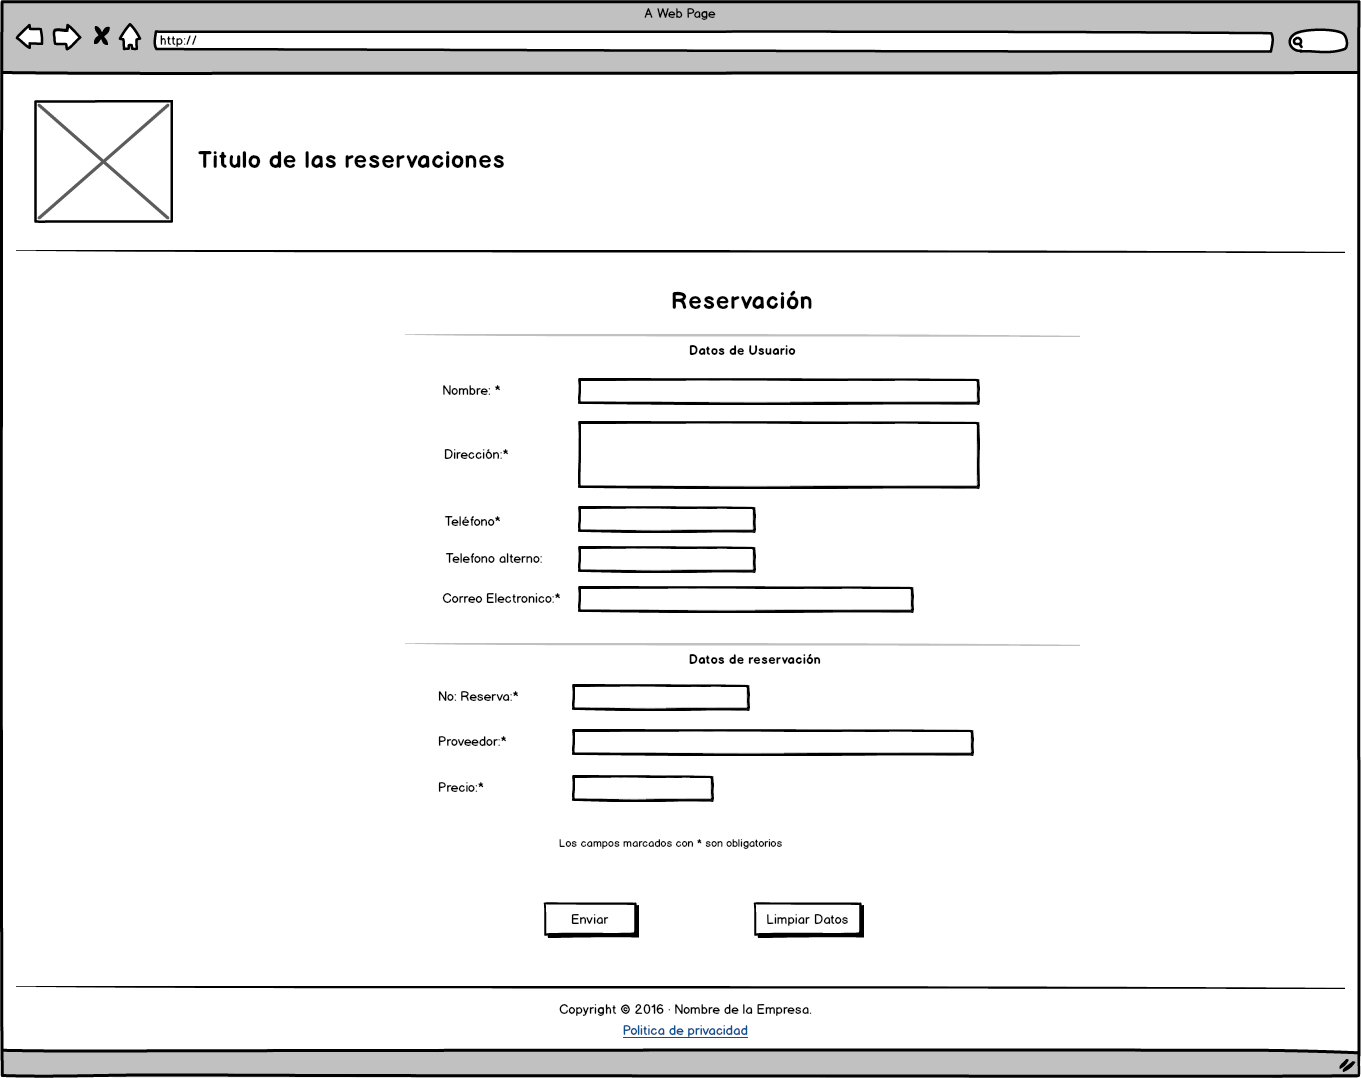 A Web Page
http://
Titulo de las reservaciones
Reservación
Datos de Usuario
Nombre: *
Dirección:*
Teléfono*
Telefono alterno:
Correo Electronico:*
Datos de reservación
No: Reserva:*
Proveedor:*
Precio:*
Los campos marcados con * son obligatorios
Enviar
Limpiar Datos
Copyright © 2016 · Nombre de la Empresa.
Politica de privacidad